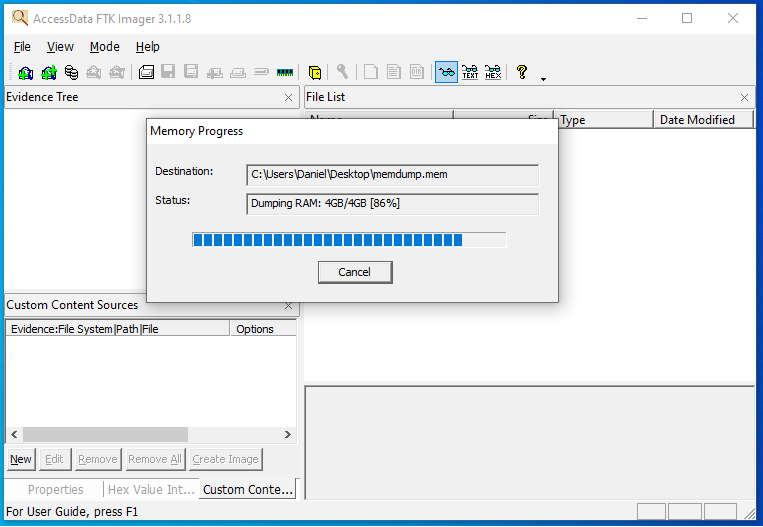 AccessData FTK Imager 3.1.1.8
File View Mode Help
TEXT HEX
Evidence Tree
File List
Name Size Type Date Modified
Memory Progress
Destination: C:\Users\Daniel\Desktop\memdump.mem
Status: Dumping RAM: 4GB/4GB [86%]
Cancel
Custom Content Sources
Evidence:File System|Path|File Options
New Edit Remove Remove All Create Image
Properties Hex Value Int... Custom Conte...
For User Guide, press F1